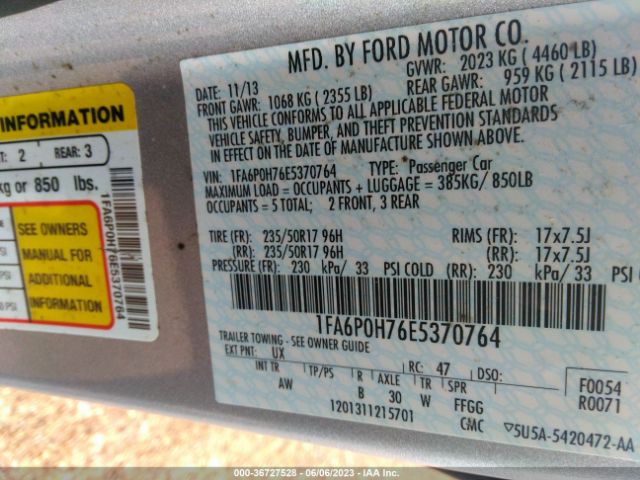 MFD. BY FORD MOTOR CO.
DATE: 11/13
GVWR: 2023 KG ( 4460 LB)
FRONT GAWR: 1068 KG ( 2355 LB)
REAR GAWR: 959 KG ( 2115 LB)
THIS VEHICLE CONFORMS TO ALL APPLICABLE FEDERAL MOTOR
VEHICLE SAFETY, BUMPER, AND THEFT PREVENTION STANDARDS
IN EFFECT ON THE DATE OF MANUFACTURE SHOWN ABOVE.
VIN: 1FA6P0H76E5370764 TYPE: Passenger Car
MAXIMUM LOAD = OCCUPANTS + LUGGAGE = 385KG/ 850LB
OCCUPANTS = 5 TOTAL: 2 FRONT, 3 REAR
TIRE (FR): 235/50R17 96H RIMS (FR): 17x7.5J
(RR): 235/50R17 96H (RR): 17x7.5J
PRESSURE (FR): 230 kPa/ 33 PSI COLD (RR): 230 kPa/ 33 PSI
1FA6P0H76E5370764
TRAILER TOWING - SEE OWNER GUIDE
EXT PNT: UX RC: 47 DSO:
INT TR TP/PS R AXLE TR SPR
AW B 30 W FFGG
1201311215701 CMC
F0054
R0071
5U5A-5420472-AA
INFORMATION
2 REAR: 3
kg or 850 lbs.
SEE OWNERS
MANUAL FOR
ADDITIONAL
INFORMATION
1FA6P0H76E5370764
000-36727528 - 06/06/2023 - IAA Inc.